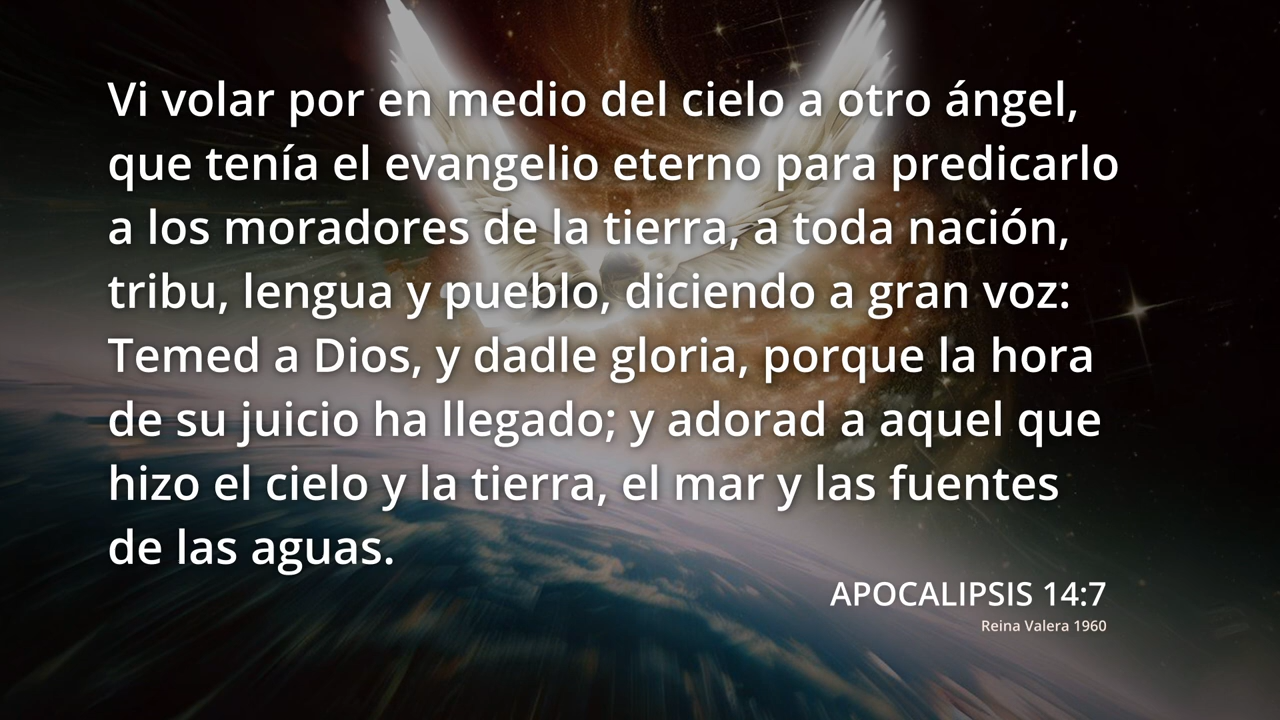 Vi volar por en medio del cielo a otro ángel,
que tenía el evangelio eterno para predicarlo
a los moradores de la tierra, a toda nación,
tribu, lengua y pueblo, diciendo a gran voz:
Temed a Dios, y dadle gloria, porque la hora
de su juicio ha llegado; y adorad a aquel que
hizo el cielo y la tierra, el mar y las fuentes
de las aguas.
APOCALIPSIS 14:7
Reina Valera 1960